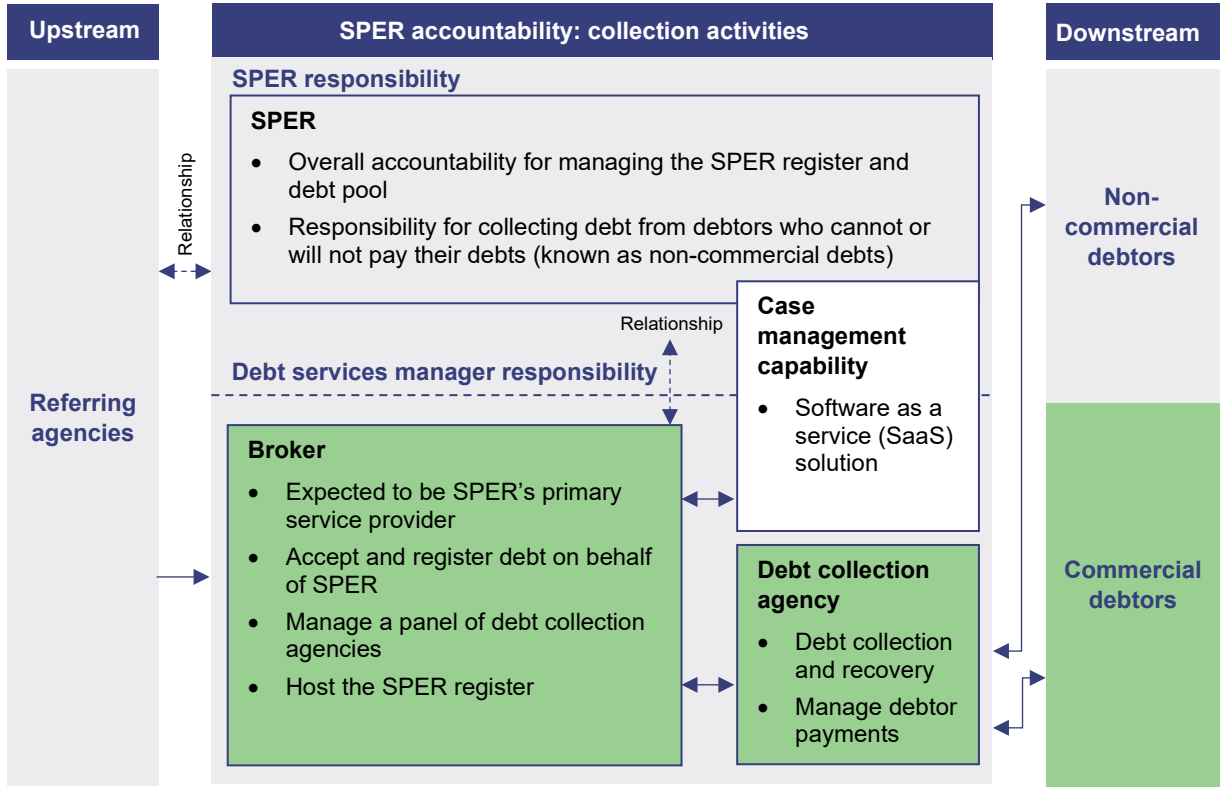 Upstream
SPER accountability: collection activities
Downstream
SPER responsibility
SPER
• Overall accountability for managing the SPER register and
debt pool
• Responsibility for collecting debt from debtors who cannot or
will not pay their debts (known as non-commercial debts)
Relationship
Non-
commercial
debtors
Case
management
capability
• Software as a
service (SaaS)
solution
Relationship
Debt services manager responsibility
Referring
agencies
Broker
• Expected to be SPER’s primary
service provider
• Accept and register debt on behalf
of SPER
• Manage a panel of debt collection
agencies
• Host the SPER register
Debt collection
agency
• Debt collection
and recovery
• Manage debtor
payments
Commercial
debtors